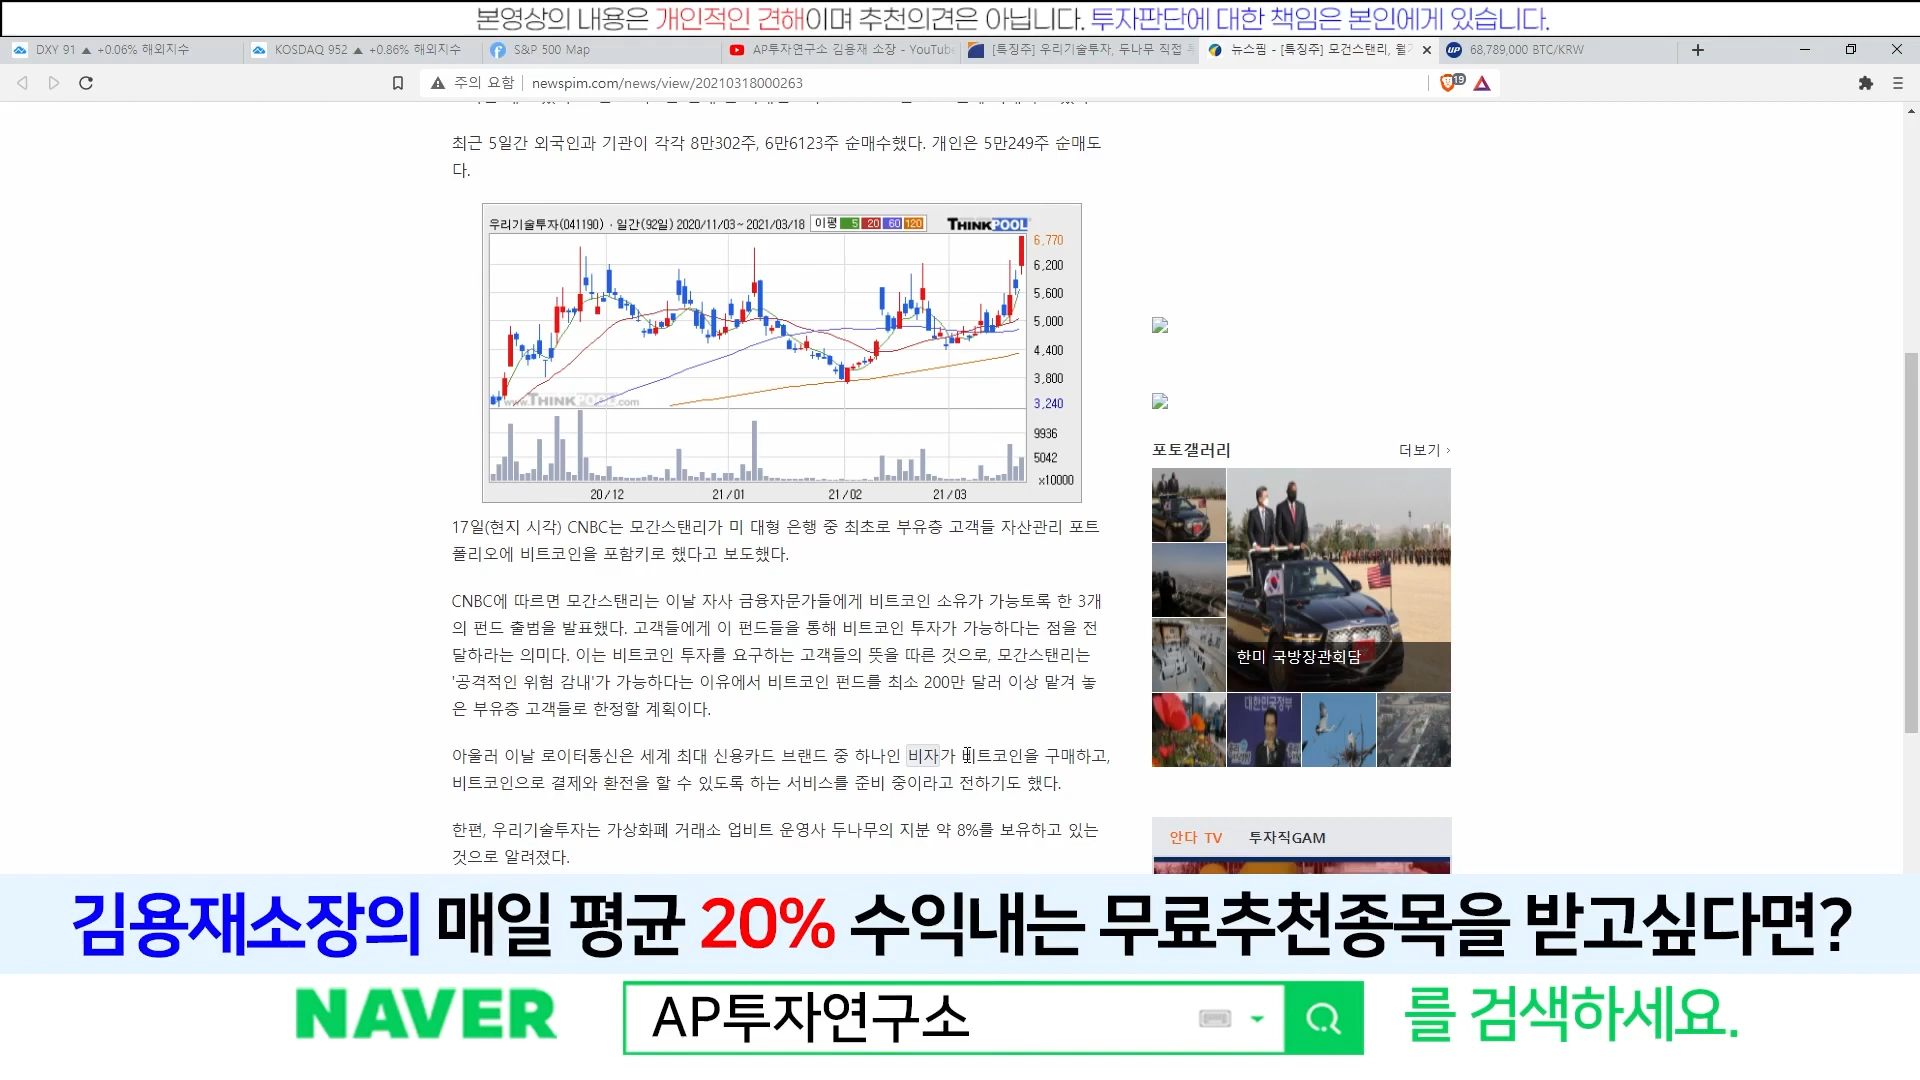 본영상의 내용은 개인적인 견해이며 추천의견은 아닙니다. 투자판단에 대한 책임은 본인에게 있습니다.
DXY 91 ▲ +0.06% 해외지수
KOSDAQ 952 ▲ +0.86% 해외지수
S&P 500 Map
AP투자연구소 김용재 소장 - YouTube
[특징주] 우리기술투자, 두나무 직접
뉴스핌 - [특징주] 모건스탠리, 월
68,789,000 BTC/KRW
주의 요함
newspim.com/news/view/20210318000263
19
최근 5일간 외국인과 기관이 각각 8만302주, 6만6123주 순매수했다. 개인은 5만249주 순매도
다.
우리기술투자(041190) · 일간(92일) 2020/11/03~2021/03/18 이평 5 20 60 120 THINKPOOL
6,770
6,200
5,600
5,000
4,400
3,800
3,240
www.THINKPOOL.com
9936
5042
x10000
20/12 21/01 21/02 21/03
17일(현지 시각) CNBC는 모간스탠리가 미 대형 은행 중 최초로 부유층 고객들 자산관리 포트
폴리오에 비트코인을 포함키로 했다고 보도했다.
CNBC에 따르면 모간스탠리는 이날 자사 금융자문가들에게 비트코인 소유가 가능토록 한 3개
의 펀드 출범을 발표했다. 고객들에게 이 펀드들을 통해 비트코인 투자가 가능하다는 점을 전
달하라는 의미다. 이는 비트코인 투자를 요구하는 고객들의 뜻을 따른 것으로, 모간스탠리는
'공격적인 위험 감내'가 가능하다는 이유에서 비트코인 펀드를 최소 200만 달러 이상 맡겨 놓
은 부유층 고객들로 한정할 계획이다.
아울러 이날 로이터통신은 세계 최대 신용카드 브랜드 중 하나인 비자가 비트코인을 구매하고,
비트코인으로 결제와 환전을 할 수 있도록 하는 서비스를 준비 중이라고 전하기도 했다.
한편, 우리기술투자는 가상화폐 거래소 업비트 운영사 두나무의 지분 약 8%를 보유하고 있는
것으로 알려졌다.
포토갤러리
더보기 ›
한미 국방장관회담
대한민국정부
안다 TV
투자직GAM
김용재소장의 매일 평균 20% 수익내는 무료추천종목을 받고싶다면?
NAVER
AP투자연구소
를 검색하세요.